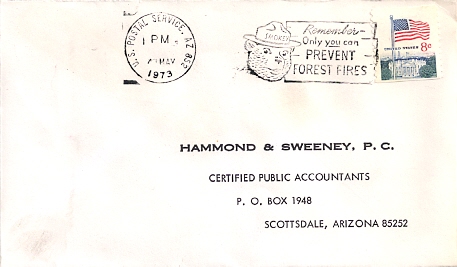 U.S. POSTAL SERVICE, AZ 852
1 PM
MAY
1973
SMOKEY
Remember-
Only you can
PREVENT
FOREST FIRES
UNITED STATES 8c
HAMMOND & SWEENEY, P. C.
CERTIFIED PUBLIC ACCOUNTANTS
P. O. BOX 1948
SCOTTSDALE, ARIZONA 85252